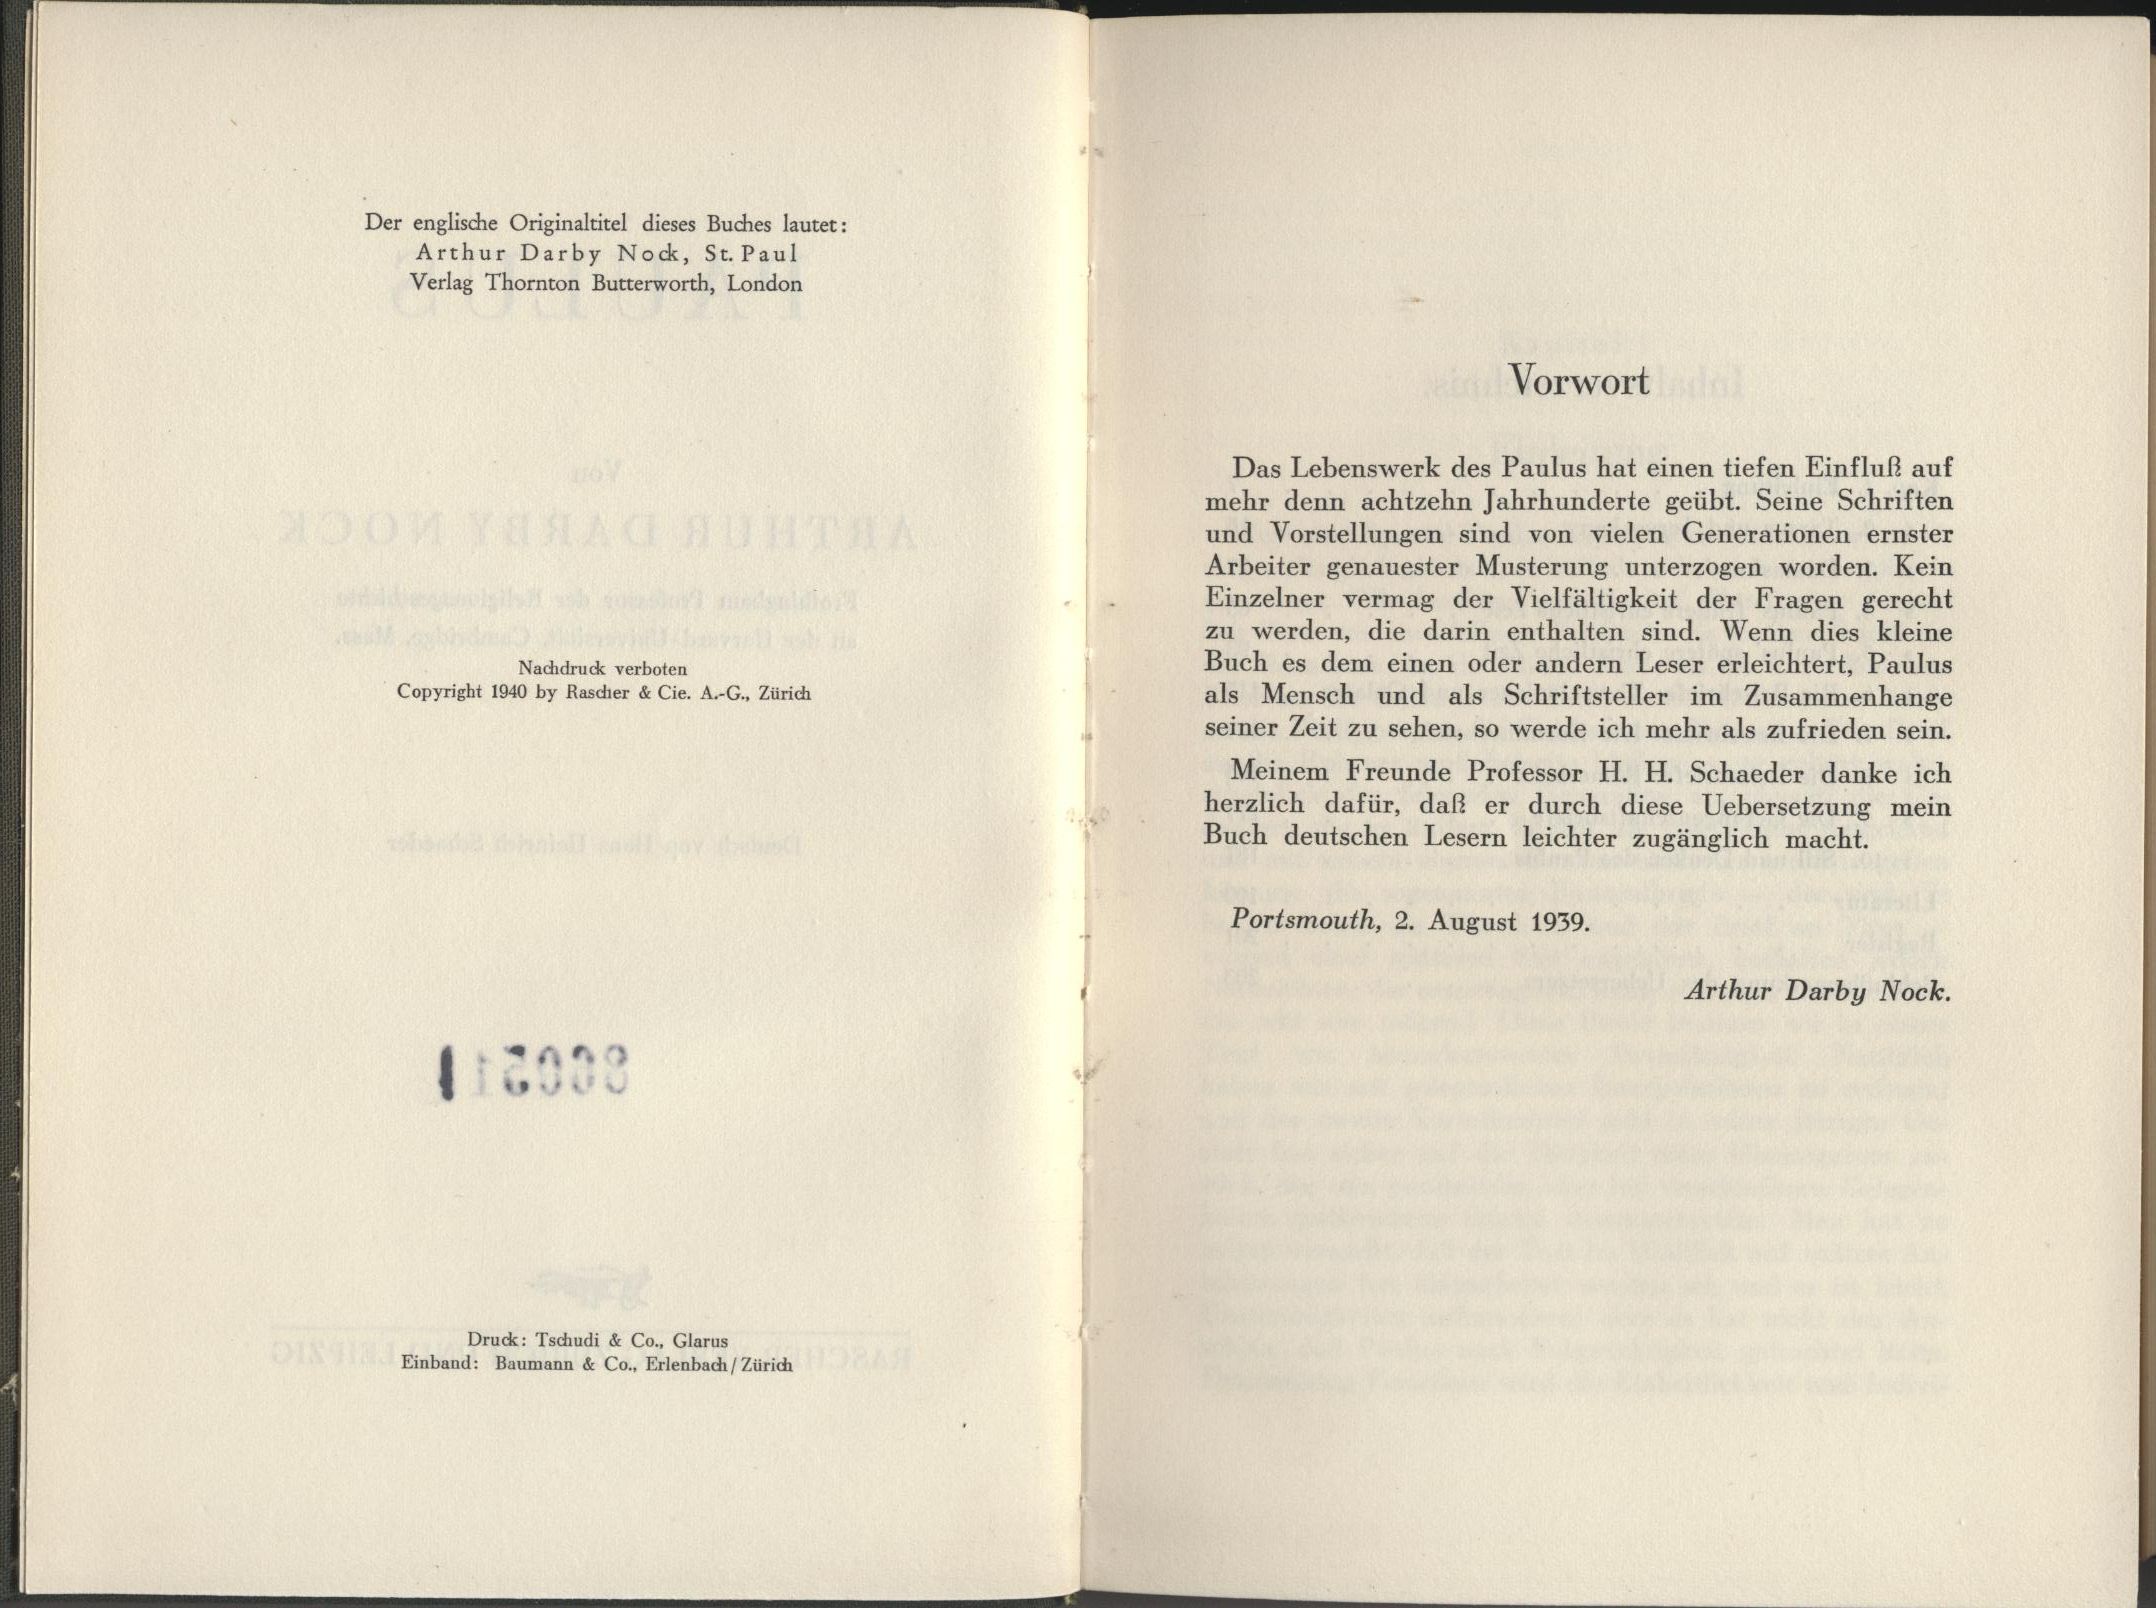 Der englische Originaltitel dieses Buches lautet:
Arthur Darby Nock, St. Paul
Verlag Thornton Butterworth, London
Nachdruck verboten
Copyright 1940 by Rascher & Cie. A.-G., Zürich
Druck: Tschudi & Co., Glarus
Einband: Baumann & Co., Erlenbach/Zürich
Vorwort
Das Lebenswerk des Paulus hat einen tiefen Einfluß auf
mehr denn achtzehn Jahrhunderte geübt. Seine Schriften
und Vorstellungen sind von vielen Generationen ernster
Arbeiter genauester Musterung unterzogen worden. Kein
Einzelner vermag der Vielfältigkeit der Fragen gerecht
zu werden, die darin enthalten sind. Wenn dies kleine
Buch es dem einen oder andern Leser erleichtert, Paulus
als Mensch und als Schriftsteller im Zusammenhange
seiner Zeit zu sehen, so werde ich mehr als zufrieden sein.
Meinem Freunde Professor H. H. Schaeder danke ich
herzlich dafür, daß er durch diese Uebersetzung mein
Buch deutschen Lesern leichter zugänglich macht.
Portsmouth, 2. August 1939.
Arthur Darby Nock.